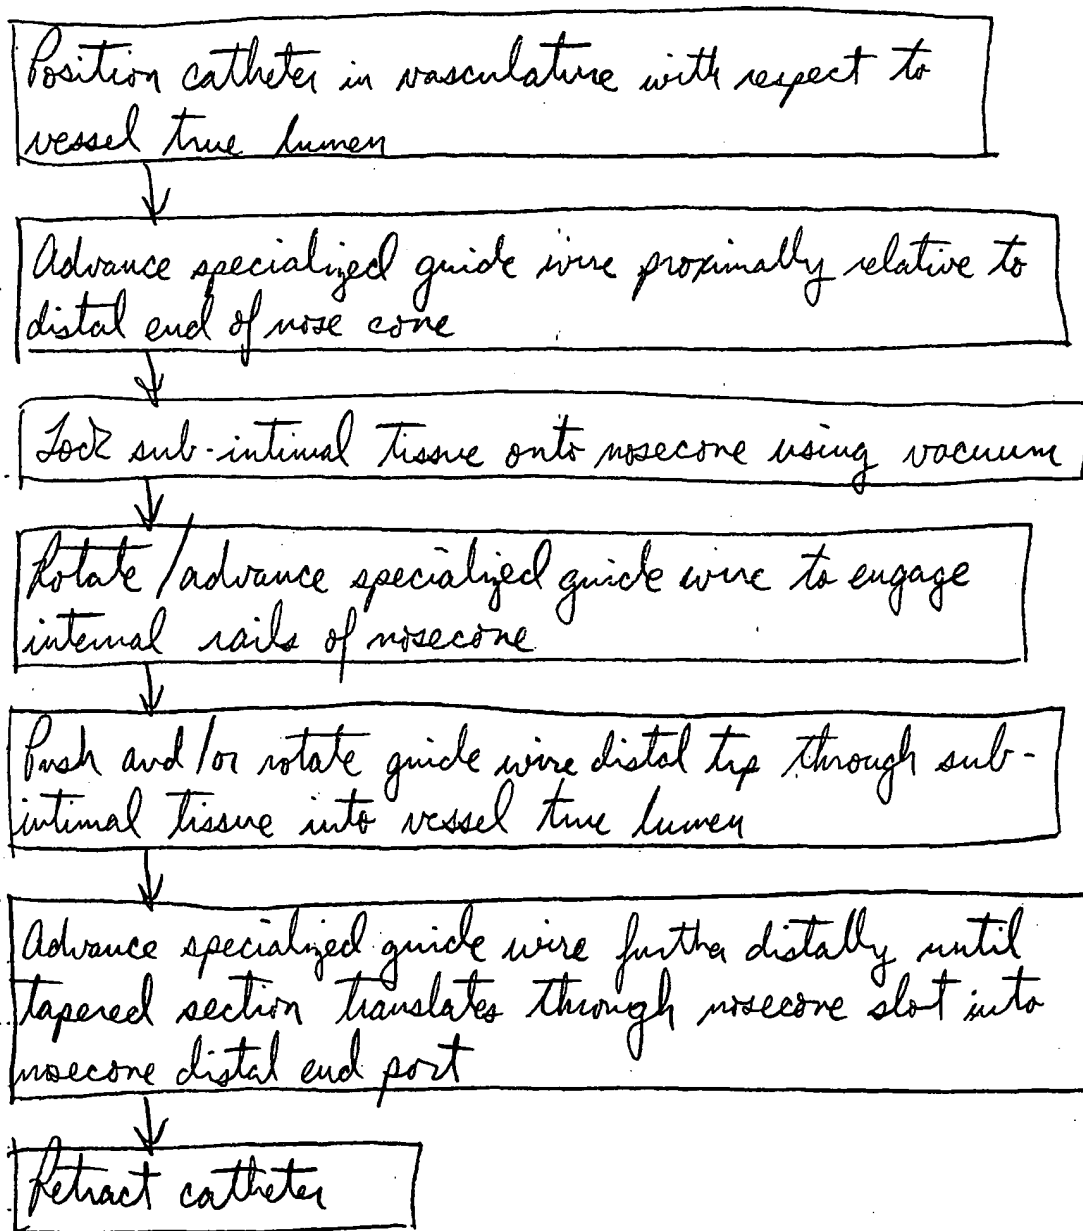 Position catheter in vasculature with respect to
vessel true lumen
Advance specialized guide wire proximally relative to
distal end of nose cone
Lock sub-intimal tissue onto nosecone using vacuum
Rotate/advance specialized guide wire to engage
internal rails of nosecone
Push and/or rotate guide wire distal tip through sub-
intimal tissue into vessel true lumen
Advance specialized guide wire further distally until
tapered section translates through nosecone slot into
nosecone distal end port
Retract catheter